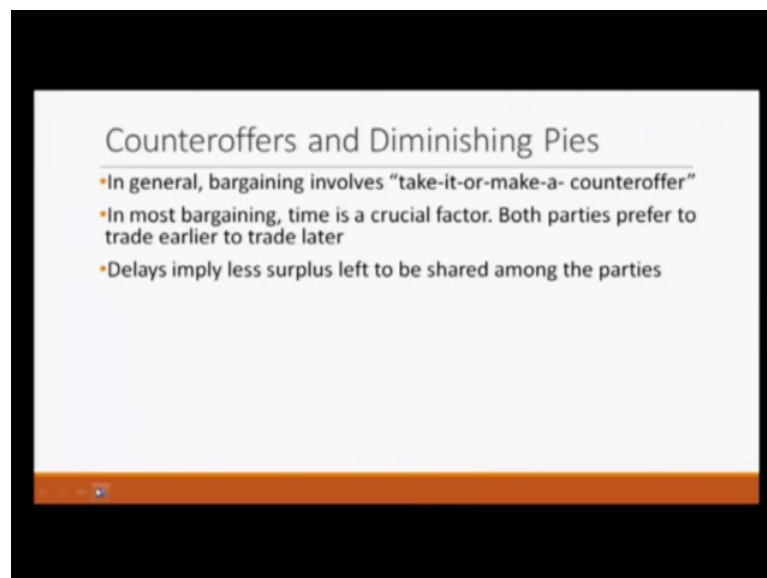 Counteroffers and Diminishing Pies
•In general, bargaining involves “take-it-or-make-a- counteroffer”
•In most bargaining, time is a crucial factor. Both parties prefer to
trade earlier to trade later
•Delays imply less surplus left to be shared among the parties